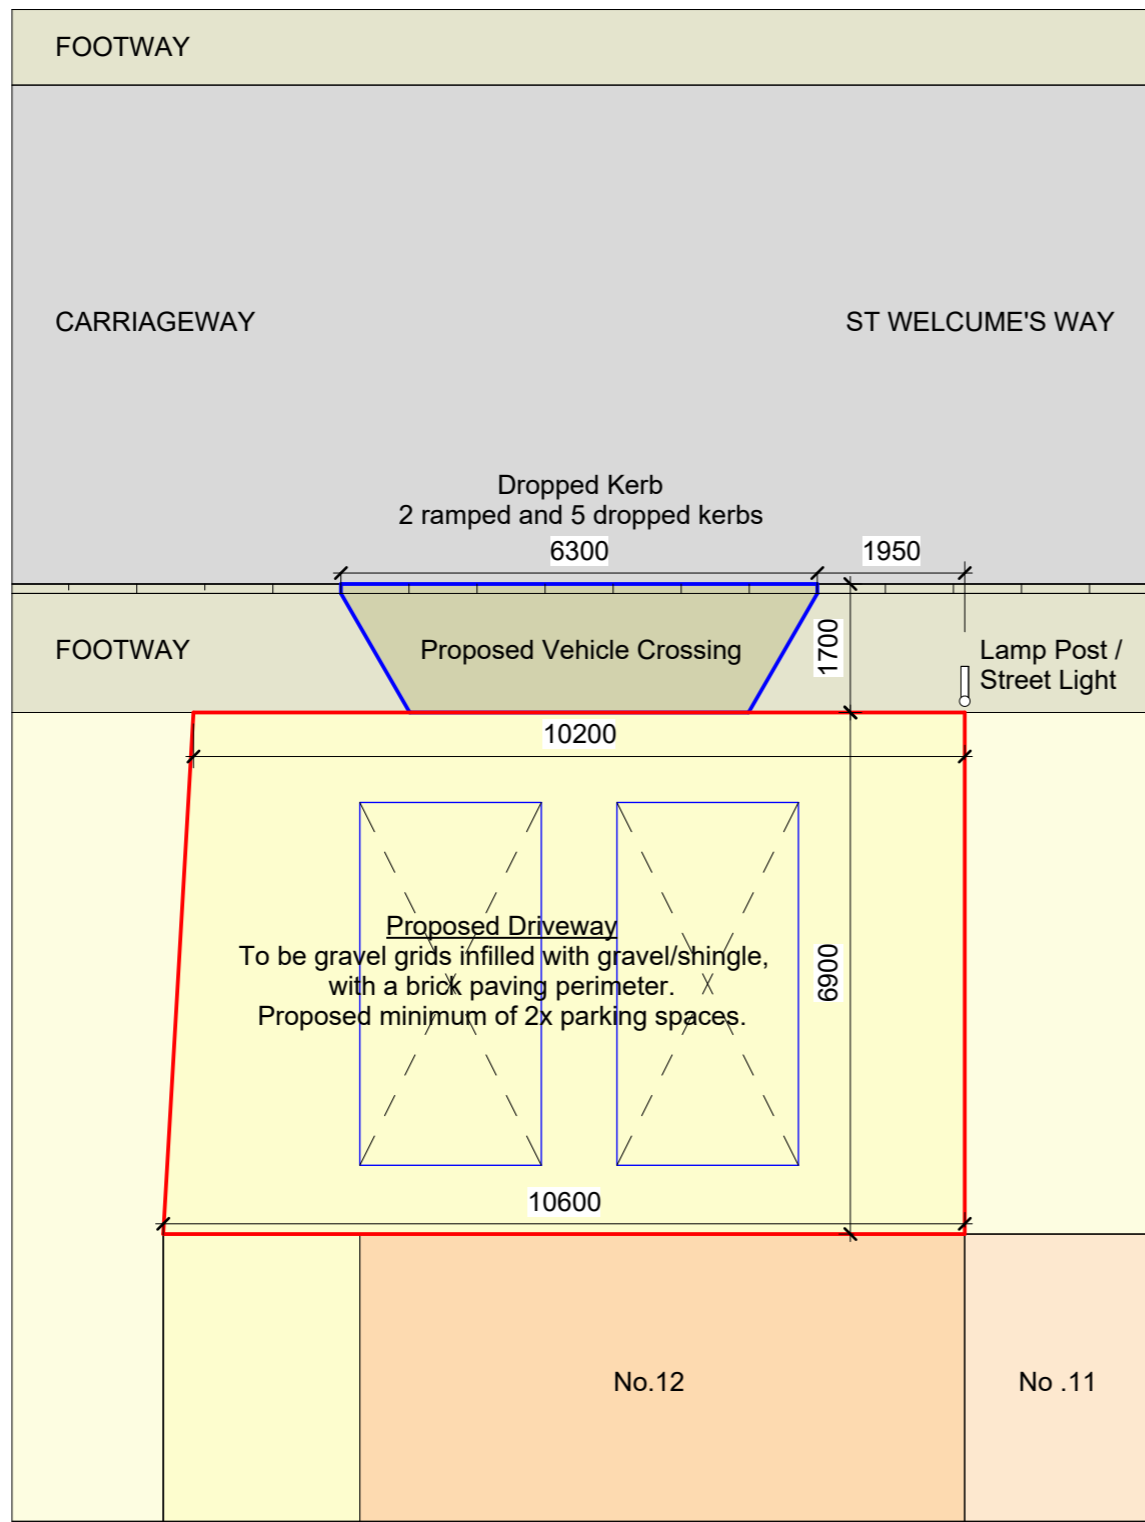 FOOTWAY
CARRIAGEWAY
ST WELCUME'S WAY
Dropped Kerb
2 ramped and 5 dropped kerbs
6300
1950
FOOTWAY
Proposed Vehicle Crossing
1700
Lamp Post /
Street Light
10200
Proposed Driveway
To be gravel grids infilled with gravel/shingle,
with a brick paving perimeter.
Proposed minimum of 2x parking spaces.
6900
10600
No.12
No .11